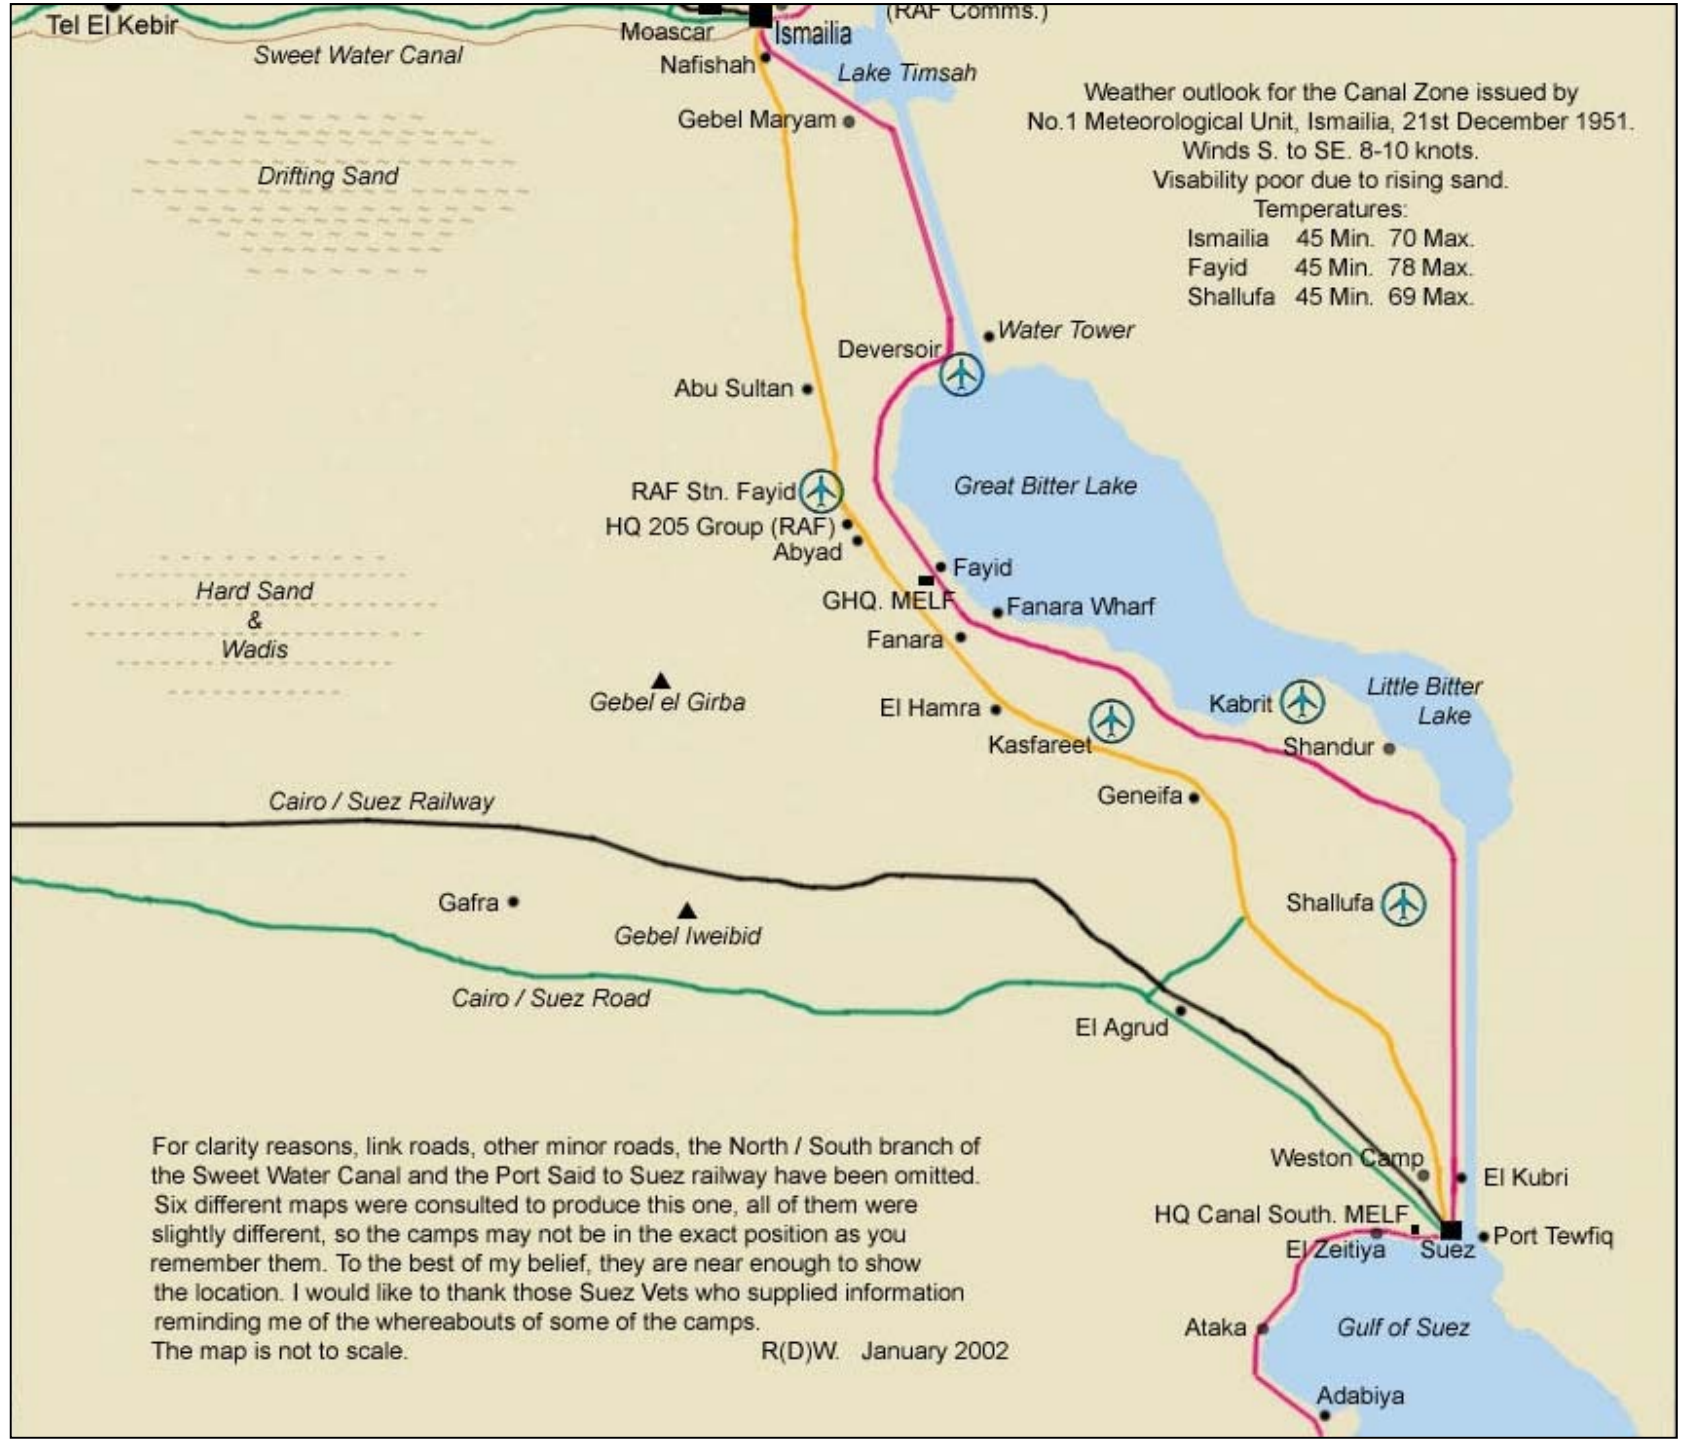 (RAF Comms.)
Tel El Kebir
Moascar
Ismailia
Sweet Water Canal
Nafishah
Lake Timsah
Gebel Maryam
Weather outlook for the Canal Zone issued by
No.1 Meteorological Unit, Ismailia, 21st December 1951.
Winds S. to SE. 8-10 knots.
Visability poor due to rising sand.
Temperatures:
Ismailia 45 Min. 70 Max.
Fayid 45 Min. 78 Max.
Shallufa 45 Min. 69 Max.
Drifting Sand
Water Tower
Deversoir
Abu Sultan
RAF Stn. Fayid
Great Bitter Lake
HQ 205 Group (RAF)
Abyad
Fayid
Hard Sand
&
Wadis
GHQ. MELF
Fanara Wharf
Fanara
Gebel el Girba
El Hamra
Kabrit
Little Bitter
Lake
Kasfareet
Shandur
Geneifa
Cairo / Suez Railway
Gafra
Shallufa
Gebel Iweibid
Cairo / Suez Road
El Agrud
For clarity reasons, link roads, other minor roads, the North / South branch of
the Sweet Water Canal and the Port Said to Suez railway have been omitted.
Six different maps were consulted to produce this one, all of them were
slightly different, so the camps may not be in the exact position as you
remember them. To the best of my belief, they are near enough to show
the location. I would like to thank those Suez Vets who supplied information
reminding me of the whereabouts of some of the camps.
The map is not to scale. R(D)W. January 2002
Weston Camp
El Kubri
HQ Canal South. MELF
El Zeitiya
Suez
Port Tewfiq
Ataka
Gulf of Suez
Adabiya